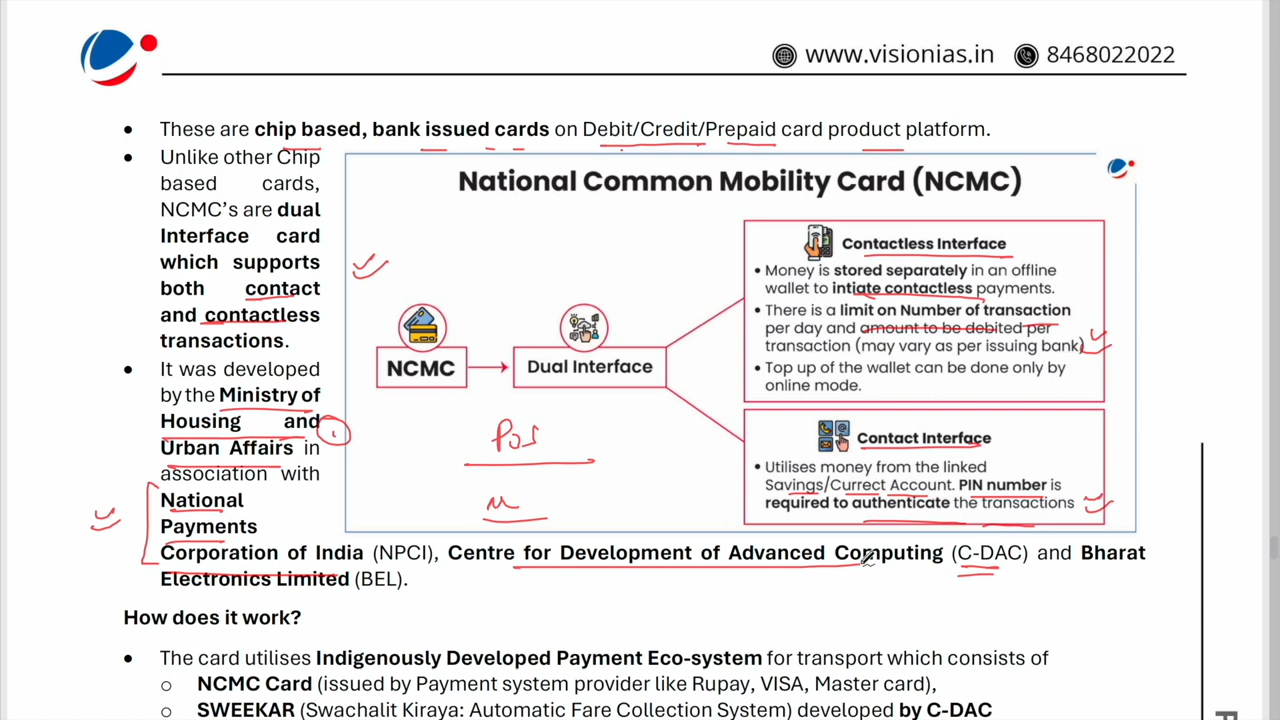 www.visionias.in 8468022022
• These are chip based, bank issued cards on Debit/Credit/Prepaid card product platform.
• Unlike other Chip
based cards,
NCMC's are dual
Interface card
which supports
both contact
and contactless
transactions.
• It was developed
by the Ministry of
Housing and
Urban Affairs in
association with
National
Payments
Corporation of India (NPCI), Centre for Development of Advanced Computing (C-DAC) and Bharat
Electronics Limited (BEL).
National Common Mobility Card (NCMC)
NCMC
Dual Interface
Contactless Interface
• Money is stored separately in an offline
wallet to intiate contactless payments.
• There is a limit on Number of transaction
per day and amount to be debited per
transaction (may vary as per issuing bank)
• Top up of the wallet can be done only by
online mode.
Contact Interface
• Utilises money from the linked
Savings/Currect Account. PIN number is
required to authenticate the transactions
Pos
How does it work?
• The card utilises Indigenously Developed Payment Eco-system for transport which consists of
o NCMC Card (issued by Payment system provider like Rupay, VISA, Master card),
o SWEEKAR (Swachalit Kiraya: Automatic Fare Collection System) developed by C-DAC